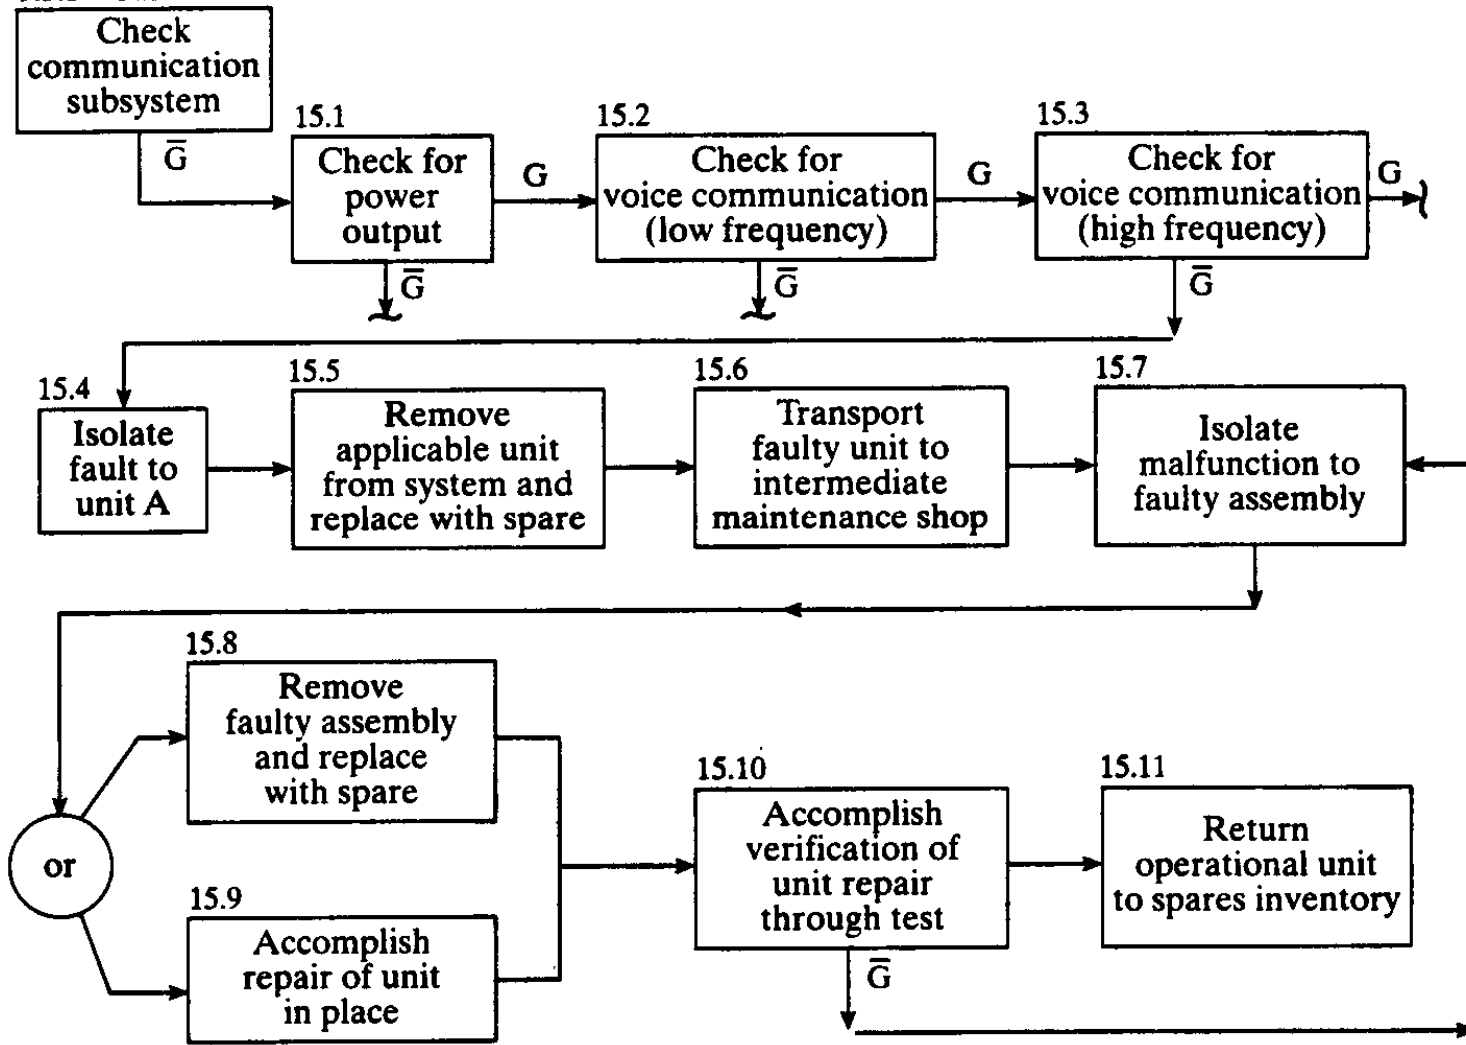 Check
communication
subsystem
G̅
15.1
Check for
power
output
G
G̅
15.2
Check for
voice communication
(low frequency)
G
G̅
15.3
Check for
voice communication
(high frequency)
G
G̅
15.4
Isolate
fault to
unit A
15.5
Remove
applicable unit
from system and
replace with spare
15.6
Transport
faulty unit to
intermediate
maintenance shop
15.7
Isolate
malfunction to
faulty assembly
or
15.8
Remove
faulty assembly
and replace
with spare
15.9
Accomplish
repair of unit
in place
15.10
Accomplish
verification of
unit repair
through test
G̅
15.11
Return
operational unit
to spares inventory